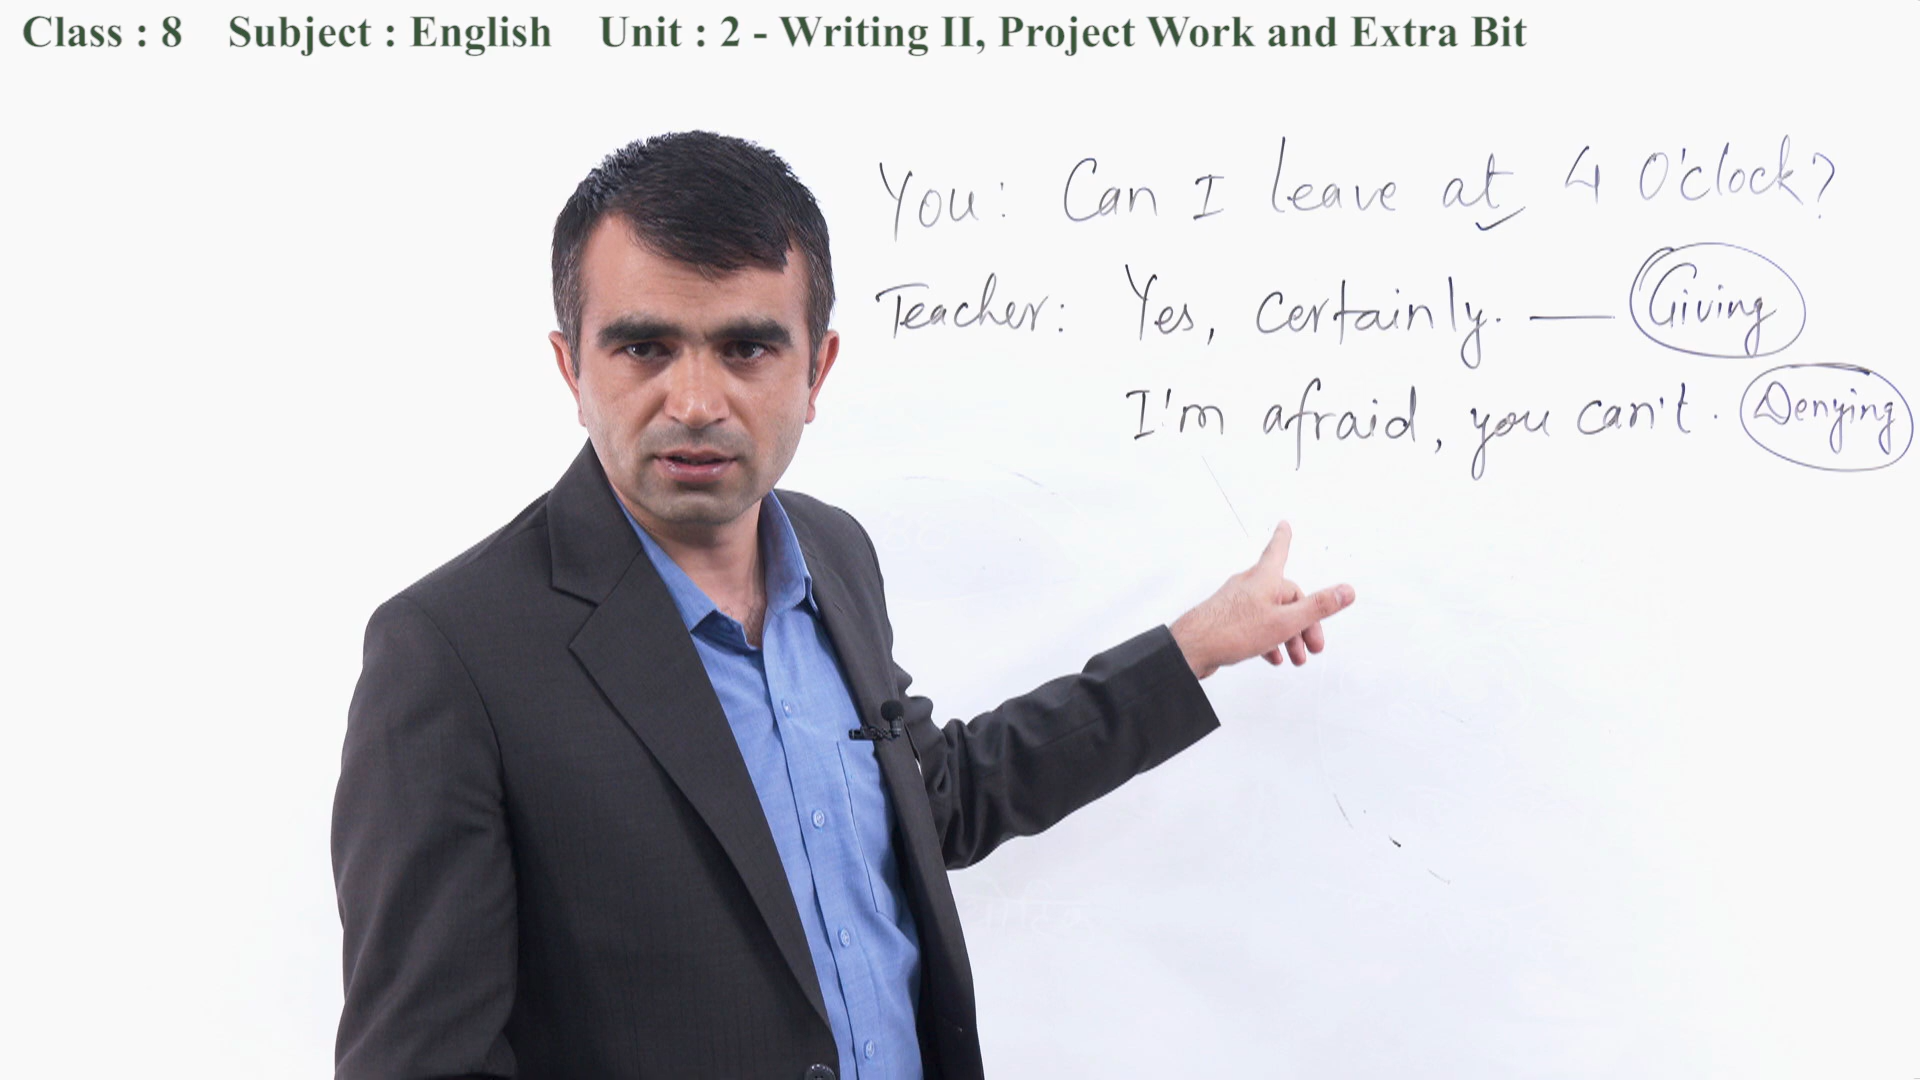 Class : 8 Subject : English Unit : 2 - Writing II, Project Work and Extra Bit
You: Can I leave at 4 O'clock?
Teacher: Yes, certainly. — Giving
I'm afraid, you can't. Denying